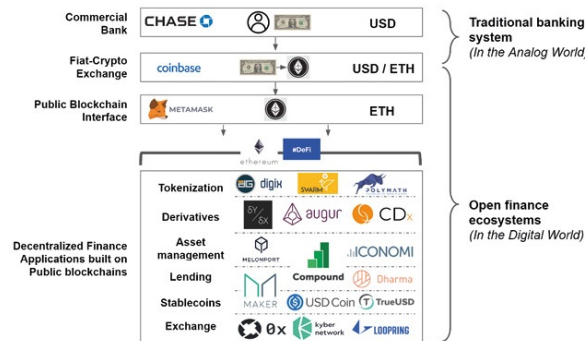 Commercial Bank
CHASE
USD
Traditional banking system
(In the Analog World)
Fiat-Crypto Exchange
coinbase
USD / ETH
Public Blockchain Interface
METAMASK
ETH
ethereum
#DeFi
Decentralized Finance Applications built on Public blockchains
Tokenization
DG digix
SWARM
POLYMATH
Derivatives
δY/δX
augur
CDx
Asset management
MELONPORT
ICONOMI
Lending
MAKER
Compound
Dharma
Stablecoins
USD Coin
TrueUSD
Exchange
0x
kyber network
LOOPRING
Open finance ecosystems
(In the Digital World)